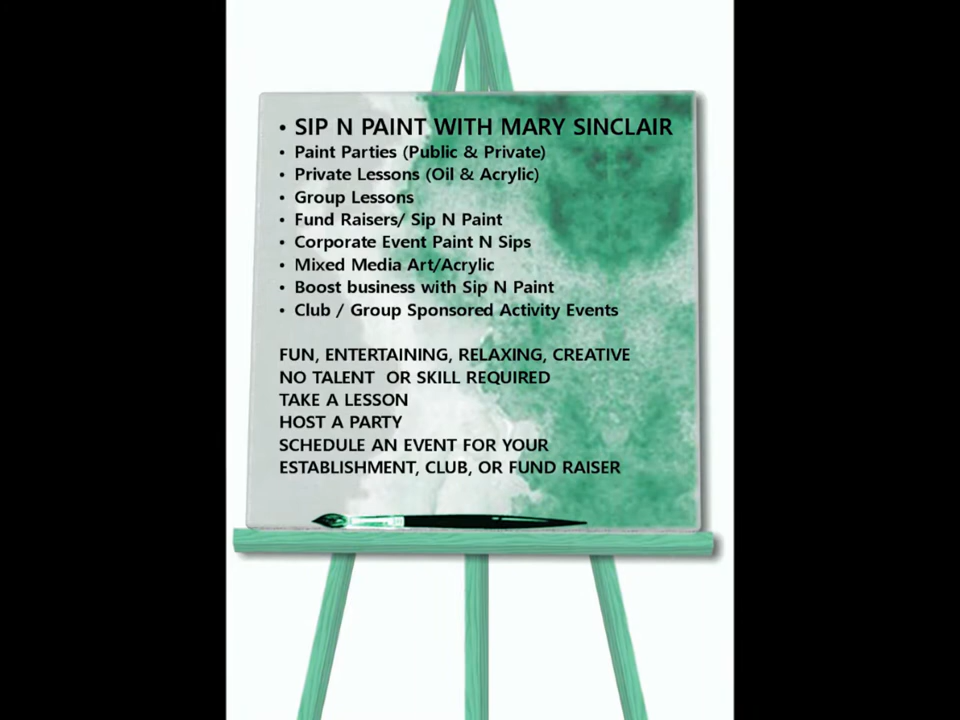 • SIP N PAINT WITH MARY SINCLAIR
• Paint Parties (Public & Private)
• Private Lessons (Oil & Acrylic)
• Group Lessons
• Fund Raisers/ Sip N Paint
• Corporate Event Paint N Sips
• Mixed Media Art/Acrylic
• Boost business with Sip N Paint
• Club / Group Sponsored Activity Events
FUN, ENTERTAINING, RELAXING, CREATIVE
NO TALENT  OR SKILL REQUIRED
TAKE A LESSON
HOST A PARTY
SCHEDULE AN EVENT FOR YOUR
ESTABLISHMENT, CLUB, OR FUND RAISER